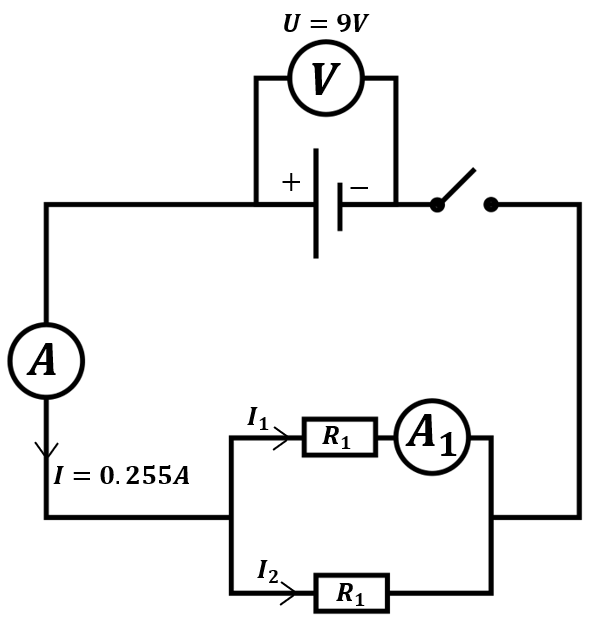 U = 9V
V
+ −
A
I = 0.255A
I₁
R₁
A₁
I₂
R₁